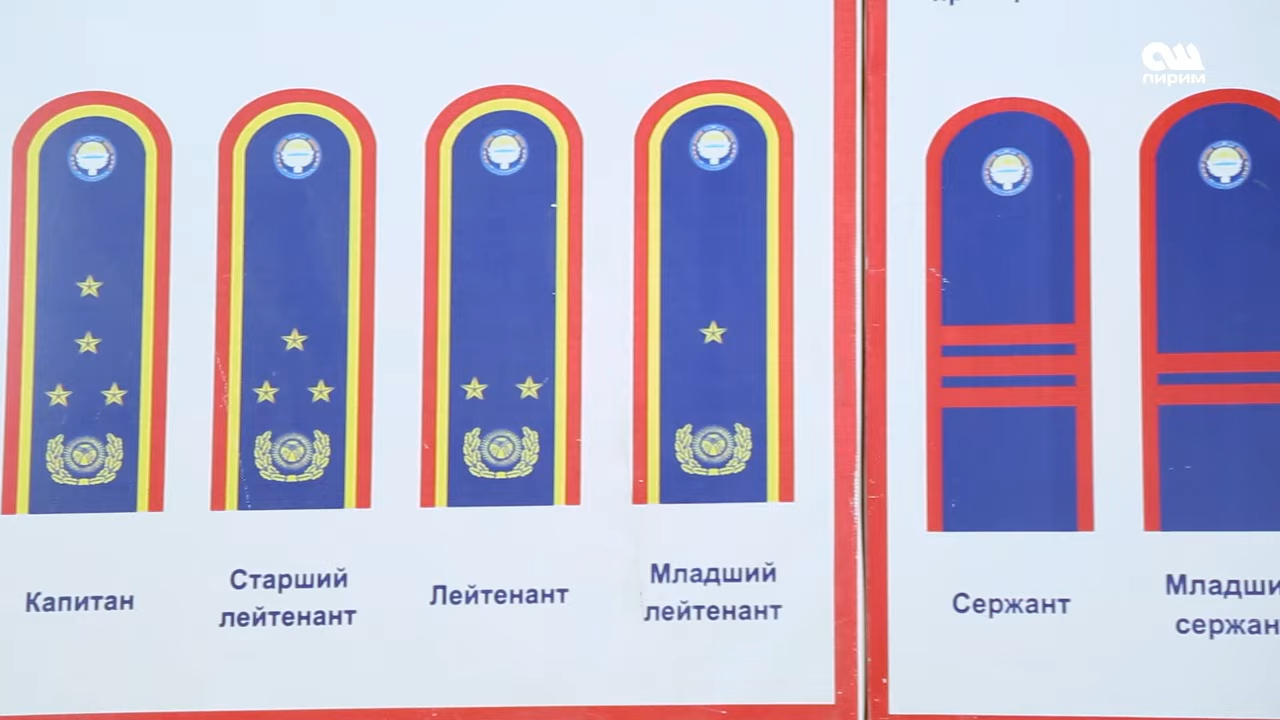 ПИРИМ
Капитан
Старший
лейтенант
Лейтенант
Младший
лейтенант
Сержант
Младши
сержан